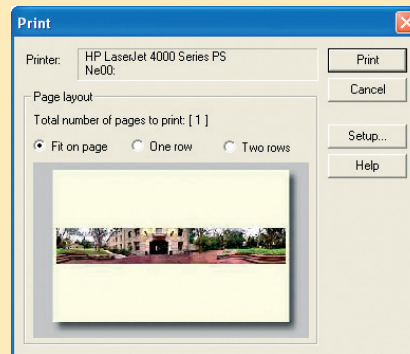 Print
Printer: HP LaserJet 4000 Series PS
Ne00:
Print
Cancel
Setup...
Help
Page layout
Total number of pages to print: [ 1 ]
Fit on page One row Two rows